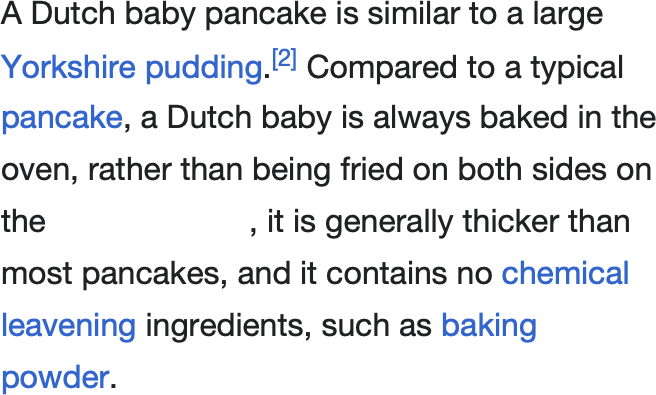 A Dutch baby pancake is similar to a large
Yorkshire pudding.[2] Compared to a typical
pancake, a Dutch baby is always baked in the
oven, rather than being fried on both sides on
the , it is generally thicker than
most pancakes, and it contains no chemical
leavening ingredients, such as baking
powder.